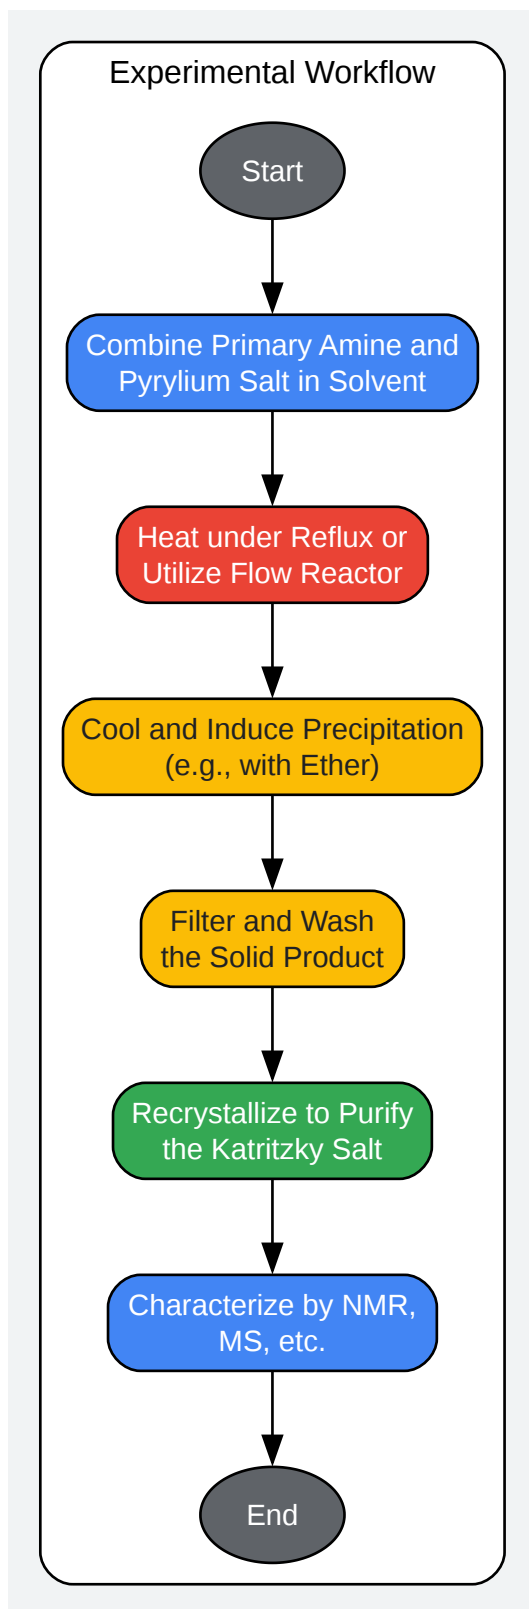 Experimental Workflow
Start
Combine Primary Amine and
Pyrylium Salt in Solvent
Heat under Reflux or
Utilize Flow Reactor
Cool and Induce Precipitation
(e.g., with Ether)
Filter and Wash
the Solid Product
Recrystallize to Purify
the Katritzky Salt
Characterize by NMR,
MS, etc.
End